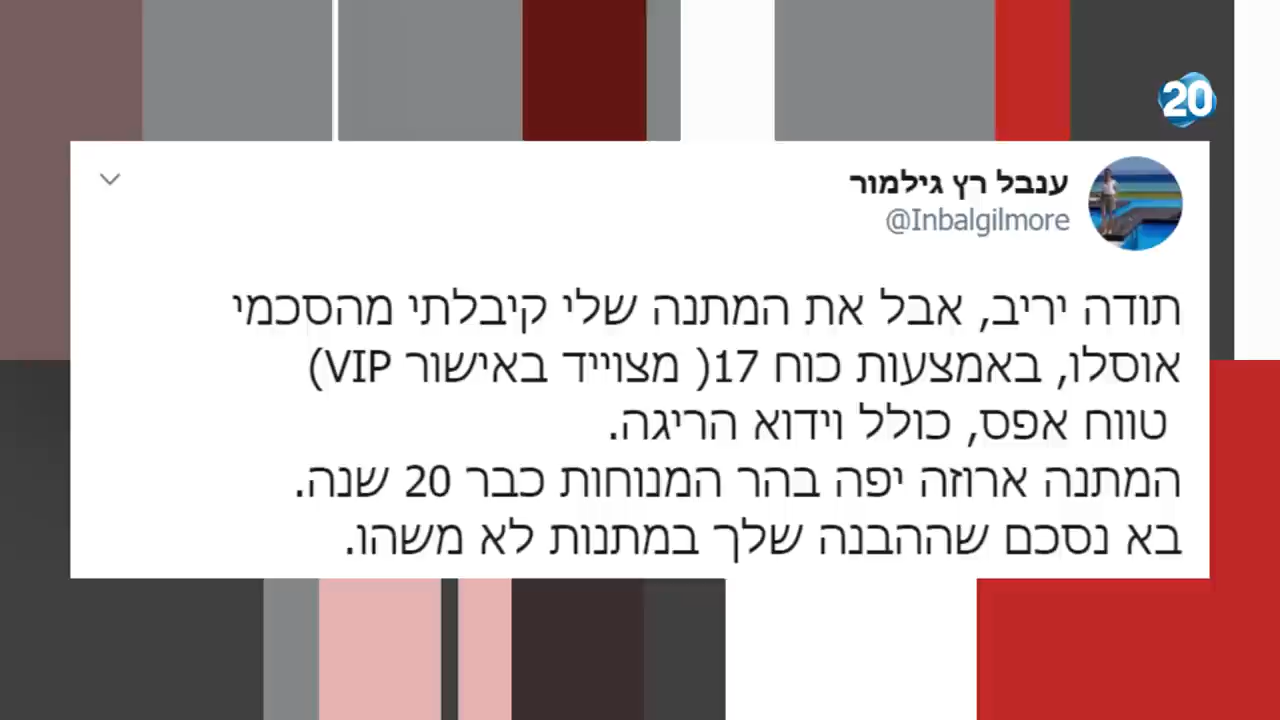 20
ענבל רץ גילמור
@Inbalgilmore
תודה יריב, אבל את המתנה שלי קיבלתי מהסכמי
אוסלו, באמצעות כוח 17( מצוייד באישור VIP)
טווח אפס, כולל וידוא הריגה.
המתנה ארוזה יפה בהר המנוחות כבר 20 שנה.
בא נסכם שההבנה שלך במתנות לא משהו.